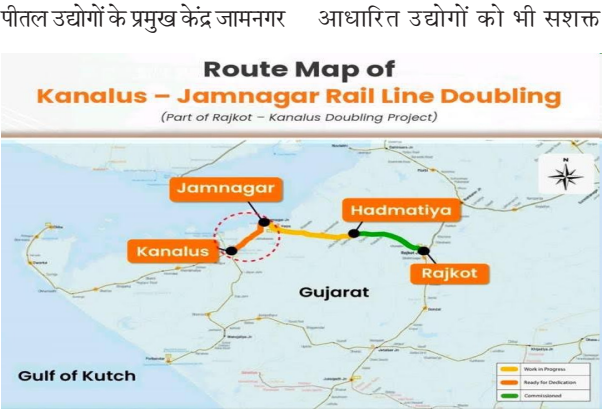 पीतल उद्योगों के प्रमुख केंद्र जामनगर
आधारित उद्योगों को भी सशक्त
Route Map of
Kanalus – Jamnagar Rail Line Doubling
(Part of Rajkot – Kanalus Doubling Project)
N
Jamnagar
Hadmatiya
Kanalus
Rajkot
Gujarat
Gulf of Kutch
Work in Progress
Ready for Dedication
Commissioned